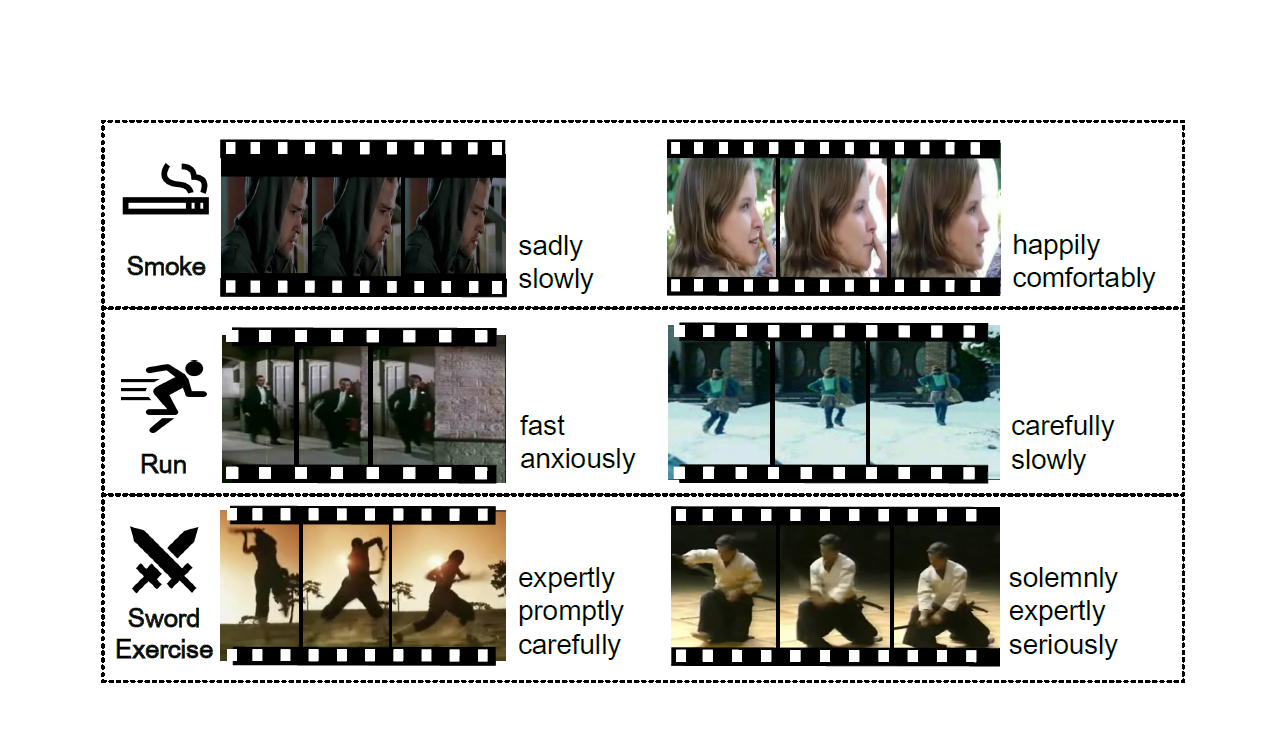 Smoke
sadly
slowly
happily
comfortably
Run
fast
anxiously
carefully
slowly
Sword
Exercise
expertly
promptly
carefully
solemnly
expertly
seriously